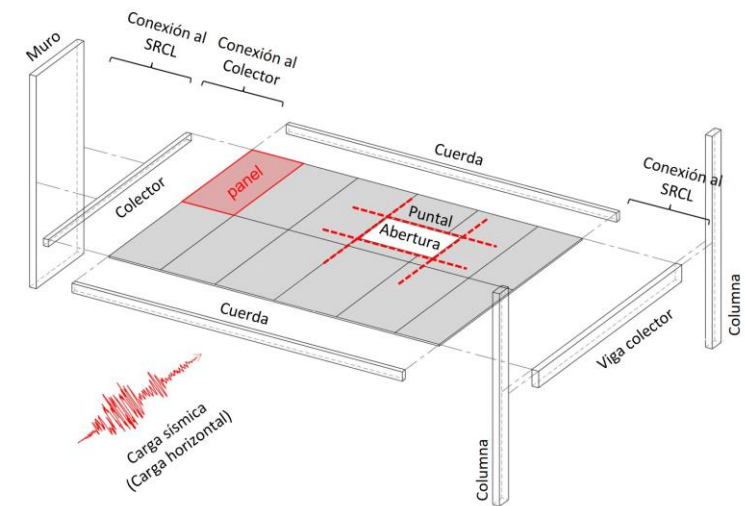 Muro
Conexión al
SRCL
Conexión al
Colector
Cuerda
Conexión al
SRCL
panel
Colector
Puntal
Abertura
Cuerda
Viga colector
Columna
Carga sísmica
(Carga horizontal)
Columna